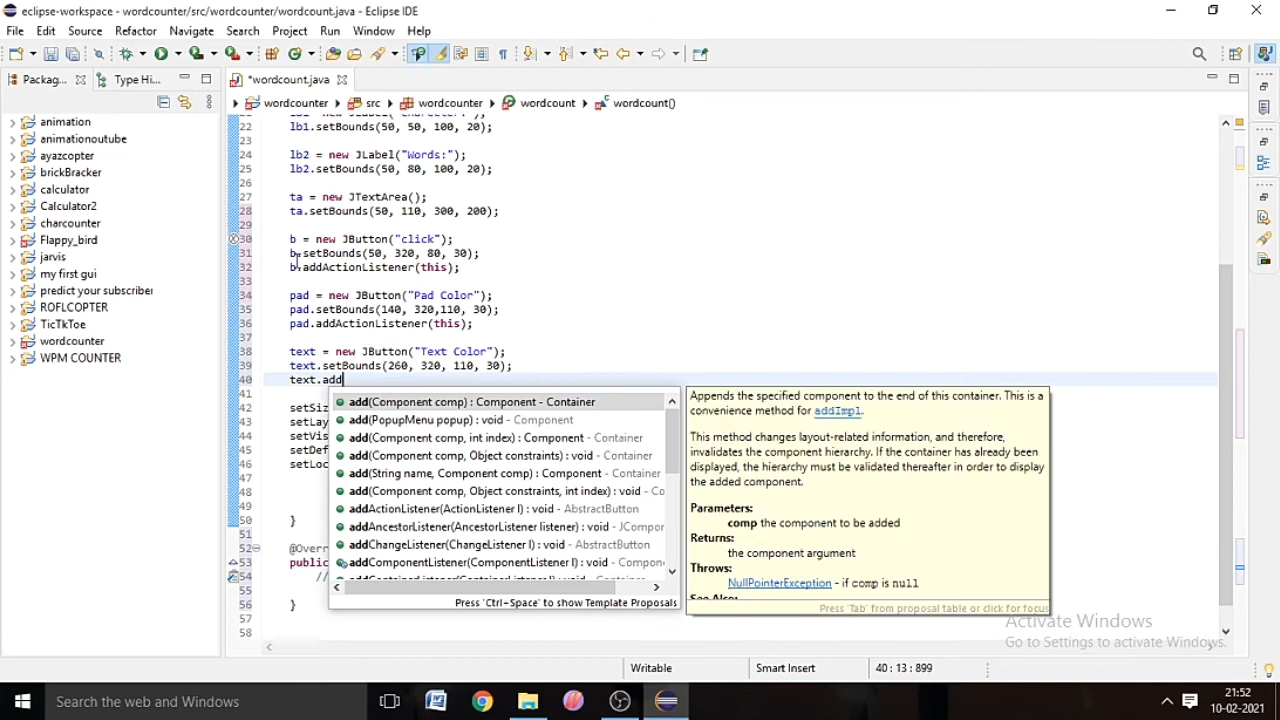 eclipse-workspace - wordcounter/src/wordcounter/wordcount.java - Eclipse IDE
File Edit Source Refactor Navigate Search Project Run Window Help
Packag... Type Hi... *wordcount.java
wordcounter src wordcounter wordcount wordcount()
animation
animationoutube
ayazcopter
brickBracker
calculator
Calculator2
charcounter
Flappy_bird
jarvis
my first gui
predict your subscriber
ROFLCOPTER
TicTkToe
wordcounter
WPM COUNTER
22 lb1.setBounds(50, 50, 100, 20);
23
24 lb2 = new JLabel("Words:");
25 lb2.setBounds(50, 80, 100, 20);
26
27 ta = new JTextArea();
28 ta.setBounds(50, 110, 300, 200);
29
30 b = new JButton("click");
31 b.setBounds(50, 320, 80, 30);
32 b.addActionListener(this);
33
34 pad = new JButton("Pad Color");
35 pad.setBounds(140, 320,110, 30);
36 pad.addActionListener(this);
37
38 text = new JButton("Text Color");
39 text.setBounds(260, 320, 110, 30);
40 text.add
41
42 setSiz
43 setLay
44 setVis
45 setDef
46 setLoc
47
48
49
50 }
51
52 @Overr
53 public
54 //
55
56 }
57
58
add(Component comp) : Component - Container
add(PopupMenu popup) : void - Component
add(Component comp, int index) : Component - Container
add(Component comp, Object constraints) : void - Container
add(String name, Component comp) : Component - Container
add(Component comp, Object constraints, int index) : void - Co
addActionListener(ActionListener l) : void - AbstractButton
addAncestorListener(AncestorListener listener) : void - JCompor
addChangeListener(ChangeListener l) : void - AbstractButton
addComponentListener(ComponentListener l) : void - Compone
Press 'Ctrl+Space' to show Template Proposals
Appends the specified component to the end of this container. This is a
convenience method for addImpl.
This method changes layout-related information, and therefore,
invalidates the component hierarchy. If the container has already been
displayed, the hierarchy must be validated thereafter in order to display
the added component.
Parameters:
comp the component to be added
Returns:
the component argument
Throws:
NullPointerException - if comp is null
Press 'Tab' from proposal table or click for focus
Activate Windows
Go to Settings to activate Windows.
Writable Smart Insert 40 : 13 : 899
Search the web and Windows
21:52
10-02-2021